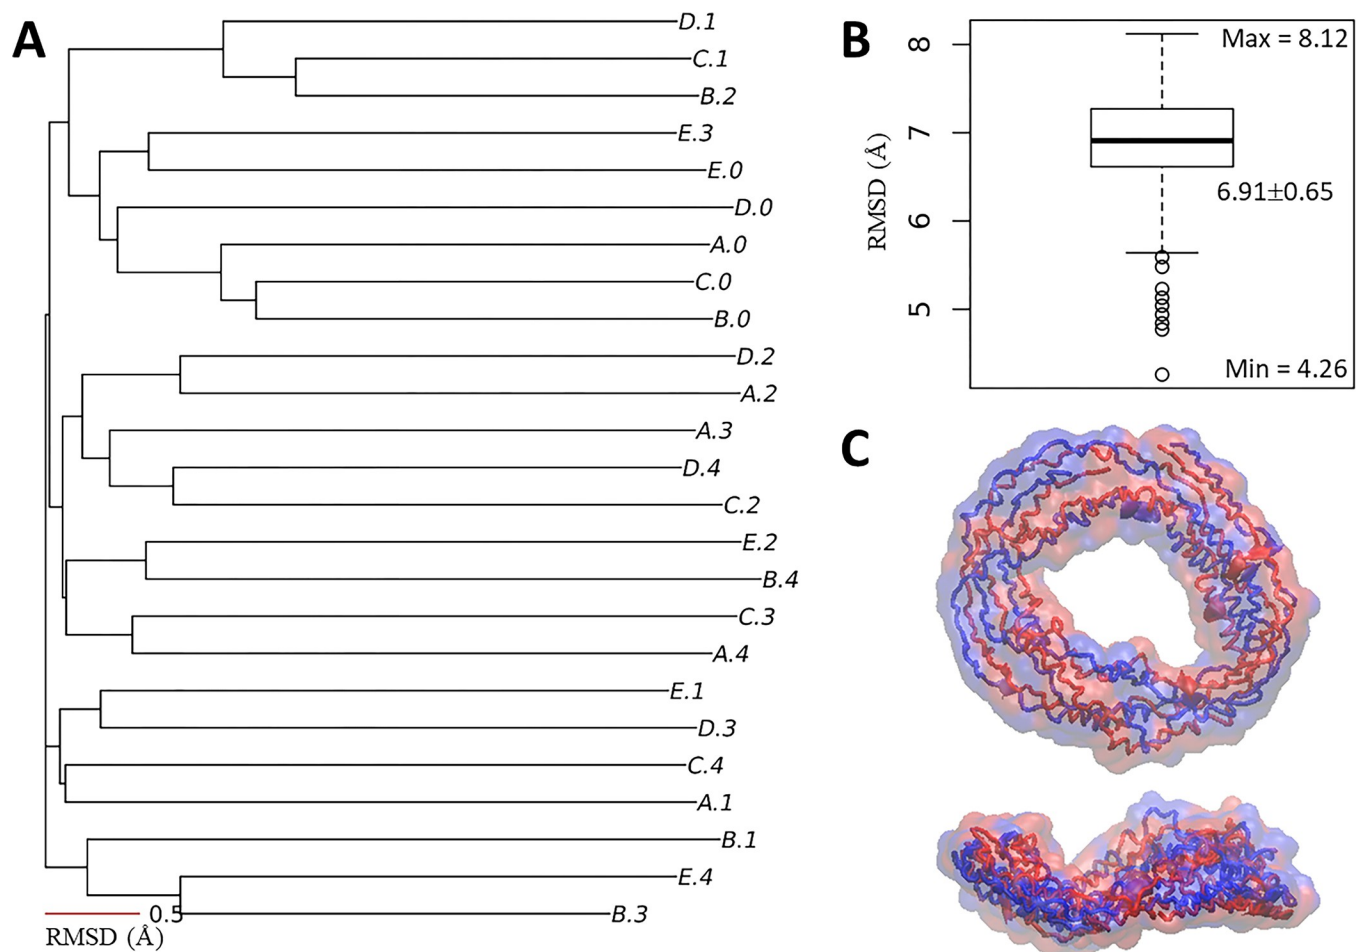 A
D.1
C.1
B.2
E.3
E.0
D.0
A.0
C.0
B.0
D.2
A.2
A.3
D.4
C.2
E.2
B.4
C.3
A.4
E.1
D.3
C.4
A.1
B.1
E.4
B.3
0.5
RMSD (Å)
B
RMSD (Å)
8
7
6
5
Max = 8.12
6.91±0.65
Min = 4.26
C